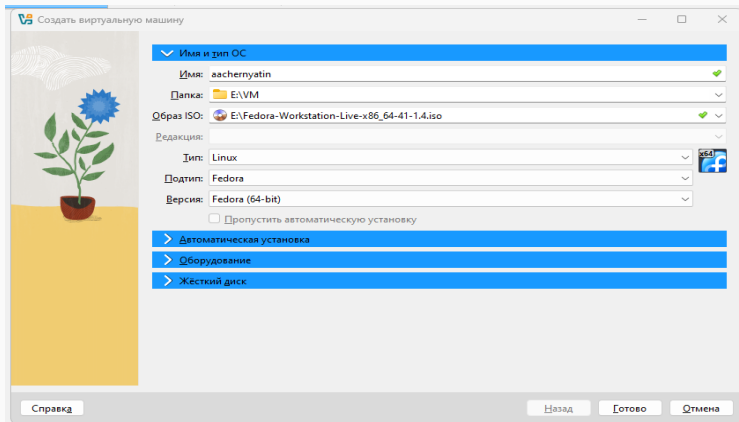 Создать виртуальную машину
Имя и тип ОС
Имя: aachernyatin
Папка: E:\VM
Образ ISO: E:\Fedora-Workstation-Live-x86_64-41-1.4.iso
Редакция:
Тип: Linux
x64
Подтип: Fedora
Версия: Fedora (64-bit)
Пропустить автоматическую установку
Автоматическая установка
Оборудование
Жёсткий диск
Справка Назад Готово Отмена